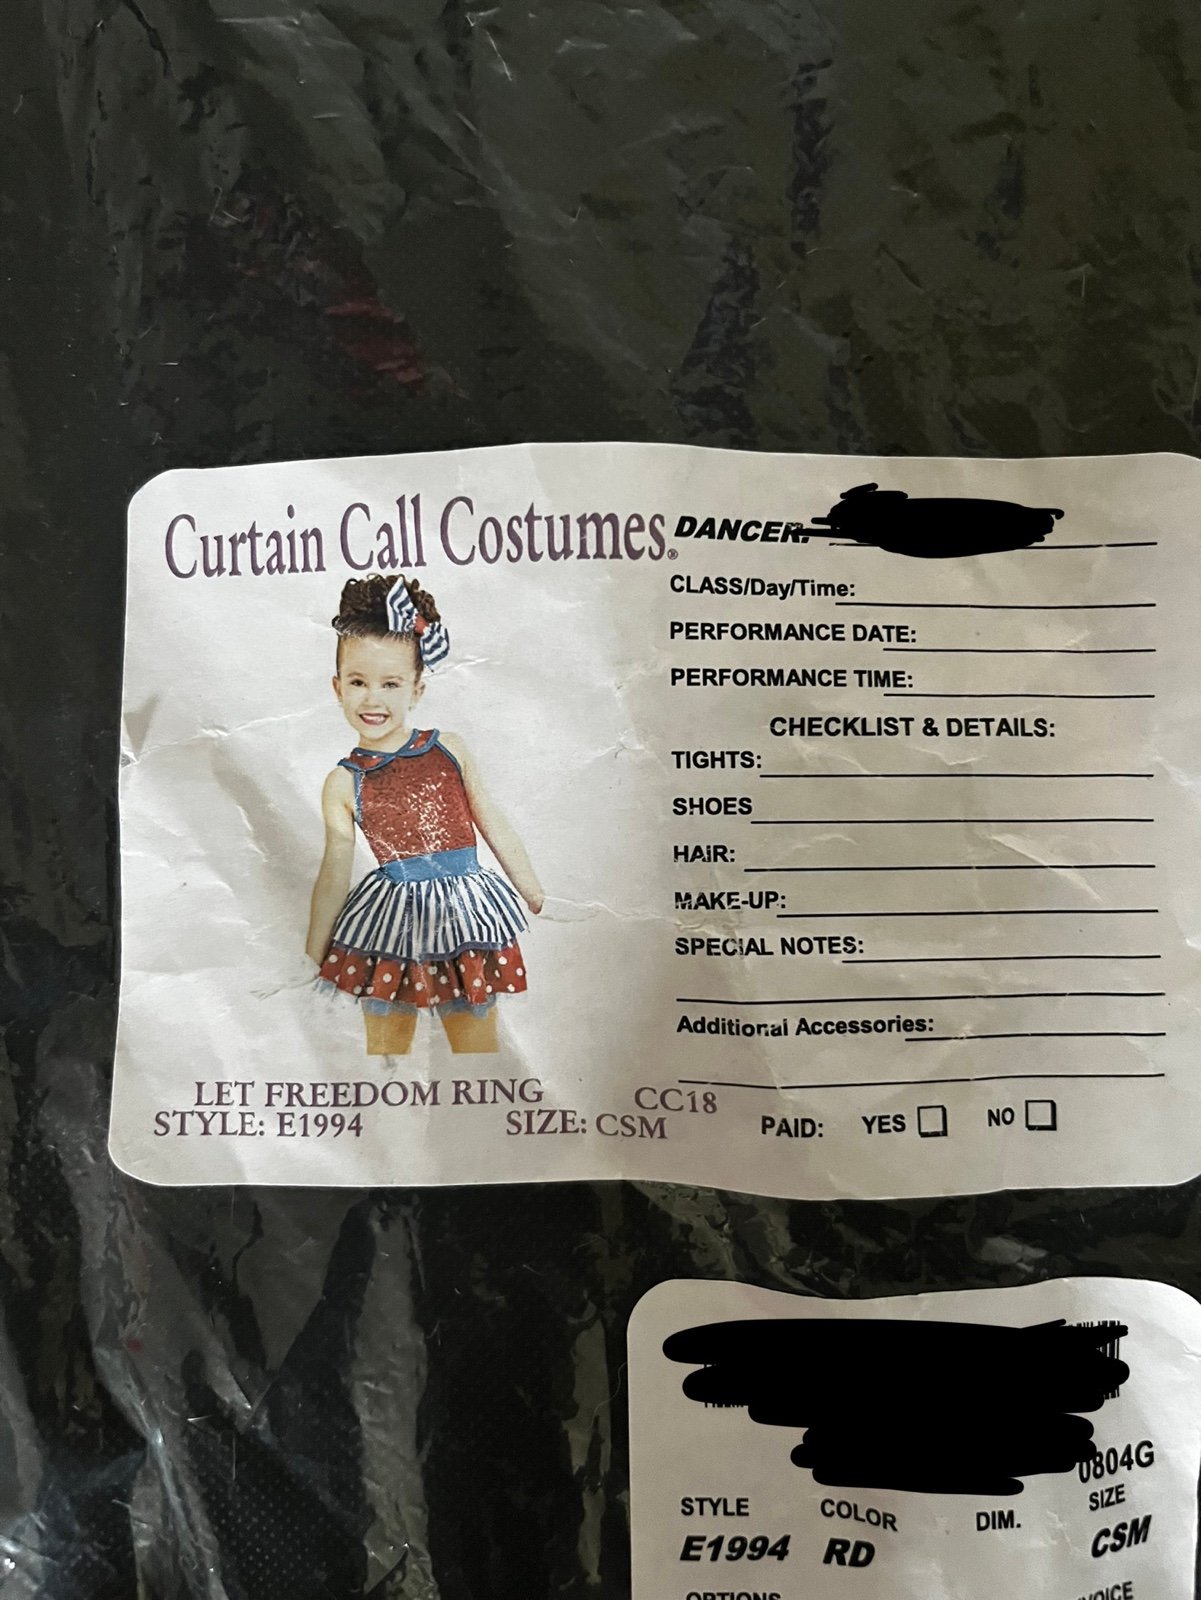 Curtain Call Costumes®
DANCER:
CLASS/Day/Time:
PERFORMANCE DATE:
PERFORMANCE TIME:
CHECKLIST & DETAILS:
TIGHTS:
SHOES
HAIR:
MAKE-UP:
SPECIAL NOTES:
Additional Accessories:
LET FREEDOM RING CC18
STYLE: E1994 SIZE: CSM
PAID: YES NO
0804G
STYLE COLOR DIM. SIZE
E1994 RD CSM
OPTIONS